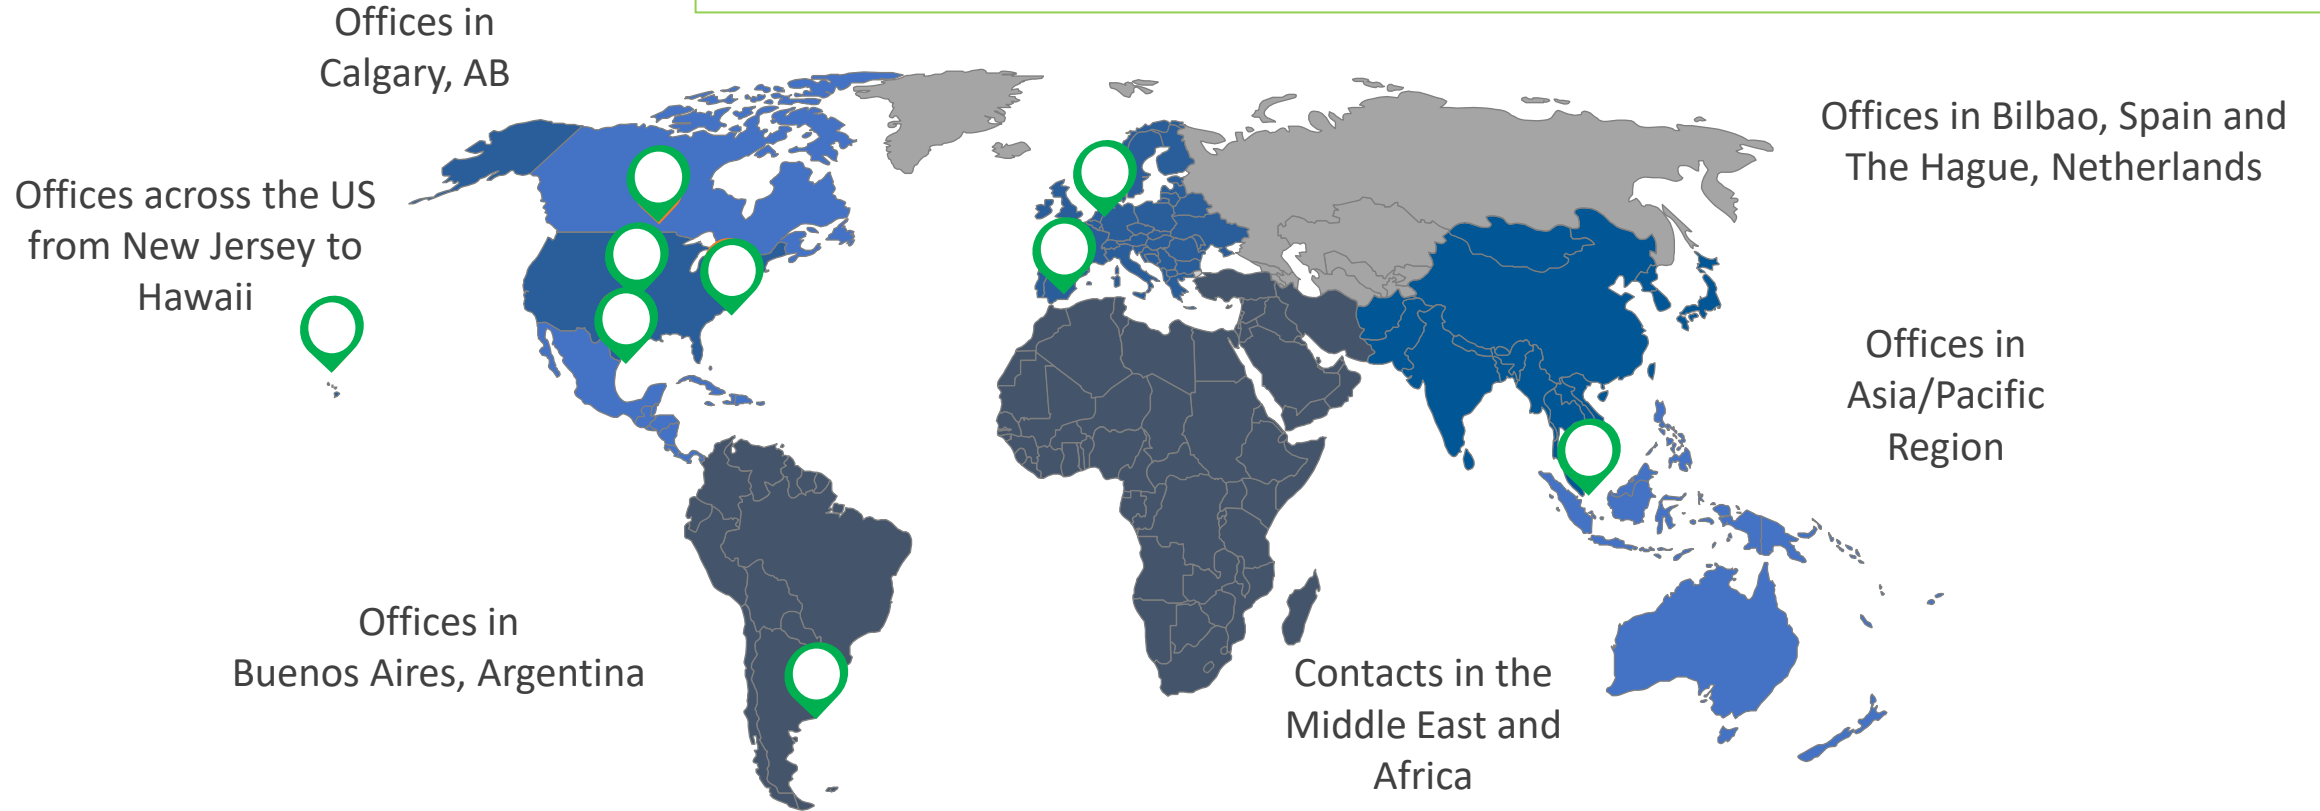 Offices in
Calgary, AB
Offices across the US
from New Jersey to
Hawaii
Offices in Bilbao, Spain and
The Hague, Netherlands
Offices in
Asia/Pacific
Region
Offices in
Buenos Aires, Argentina
Contacts in the
Middle East and
Africa